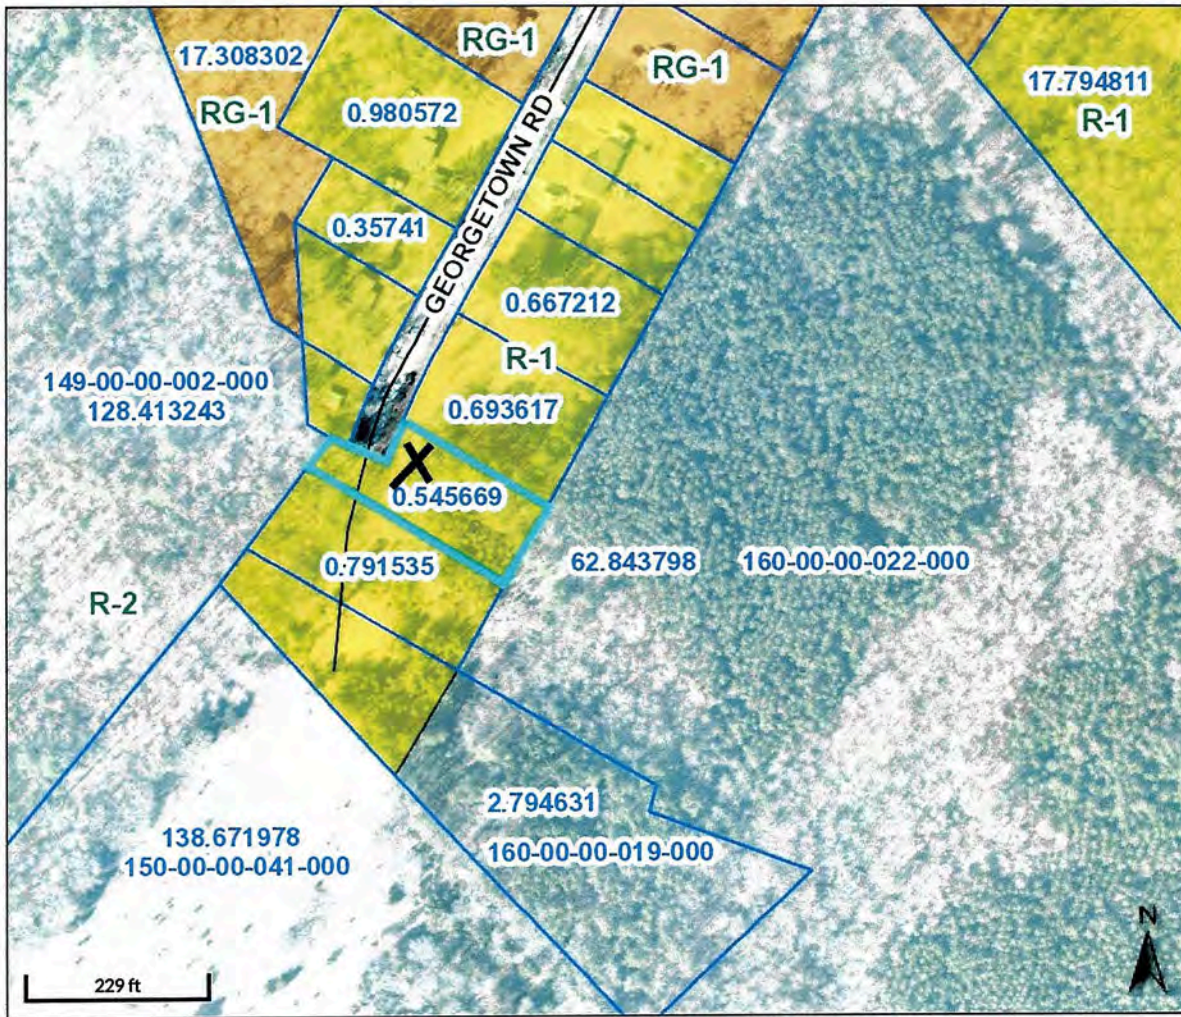 RG-1
17.308302
RG-1
RG-1
17.794811
R-1
0.980572
GEORGETOWN RD
0.35741
0.667212
R-1
0.693617
149-00-00-002-000
128.413243
X
0.545669
0.791535
62.843798
160-00-00-022-000
R-2
2.794631
160-00-00-019-000
138.671978
150-00-00-041-000
N
229 ft